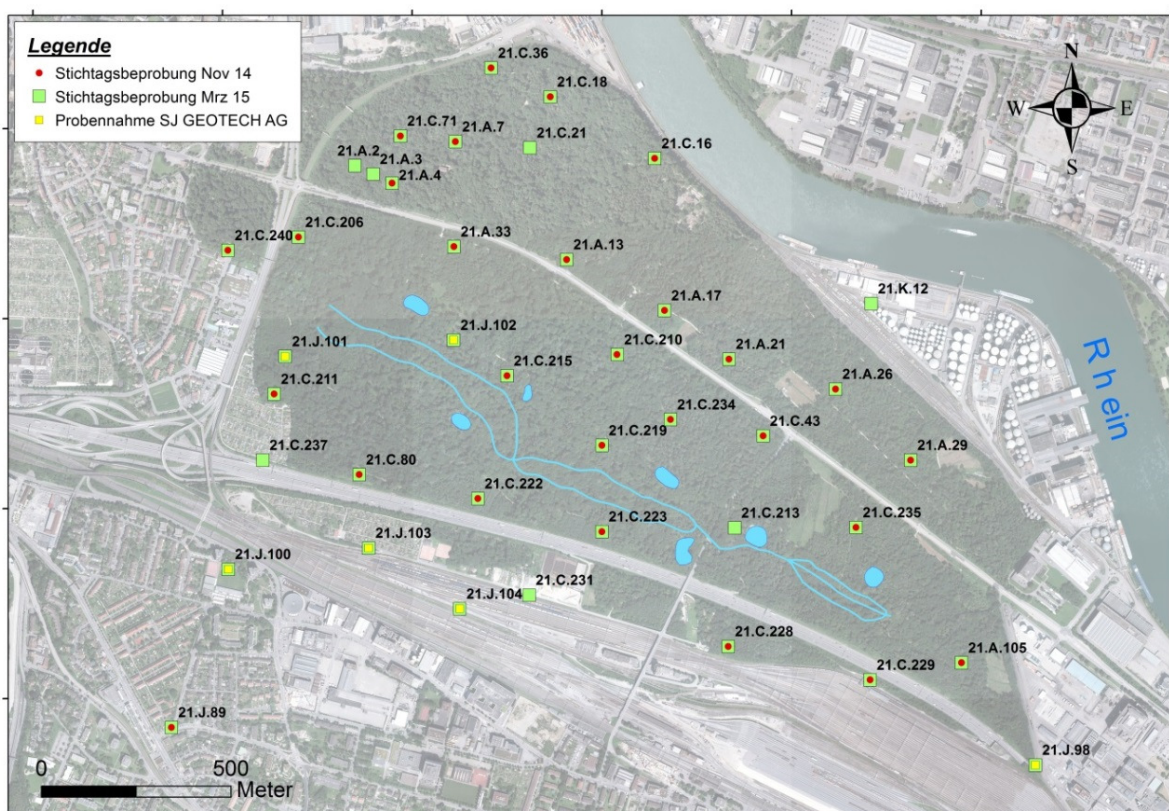 Legende
Stichtagsbeprobung Nov 14
Stichtagsbeprobung Mrz 15
Probennahme SJ GEOTECH AG
N
W E
S
21.C.36
21.C.18
21.C.71
21.A.7
21.C.21
21.C.16
21.A.2
21.A.3
21.A.4
21.C.206
21.C.240
21.A.33
21.A.13
21.K.12
21.A.17
21.J.102
21.J.101
21.C.210
21.A.21
21.C.215
21.C.211
21.A.26
21.C.234
21.C.219
21.C.43
21.C.237
21.A.29
21.C.80
21.C.222
21.C.223
21.C.213
21.C.235
21.J.103
21.J.100
21.C.231
21.J.104
21.C.228
21.A.105
21.C.229
21.J.89
21.J.98
Rhein
0 500
Meter